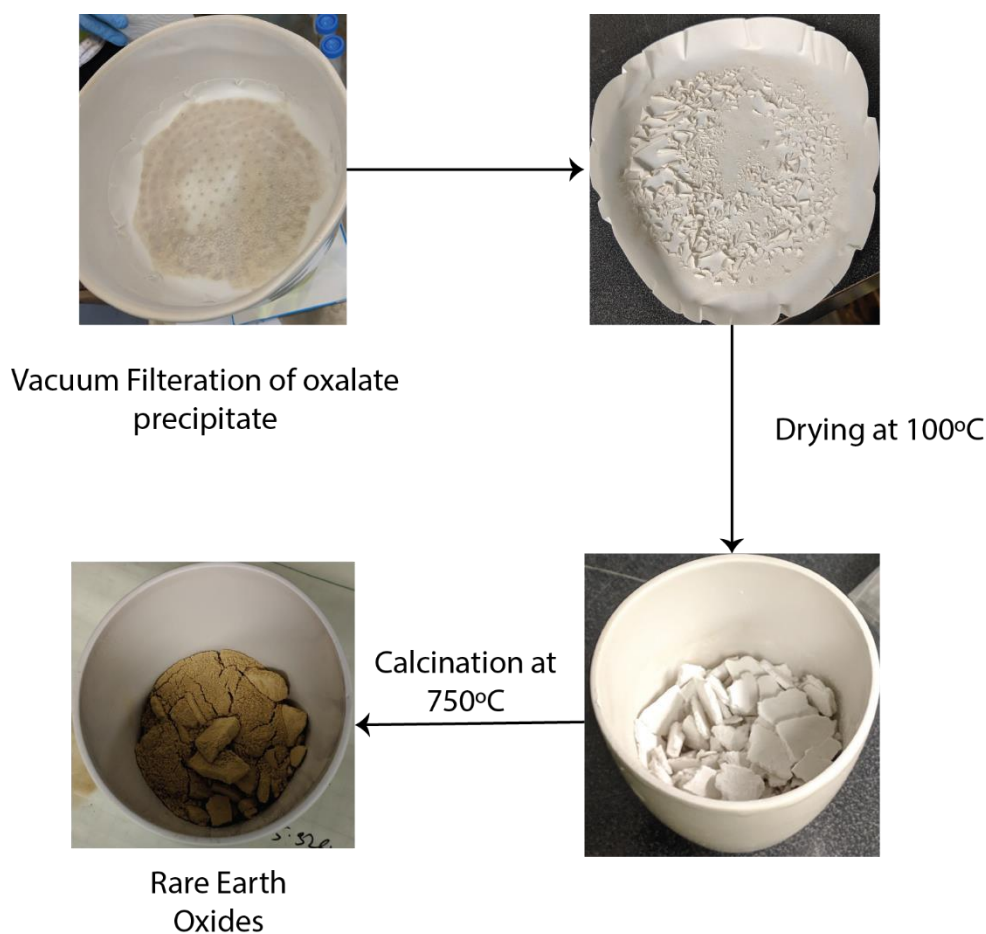 Vacuum Filteration of oxalate
precipitate
Drying at 100ºC
Calcination at
750ºC
Rare Earth
Oxides